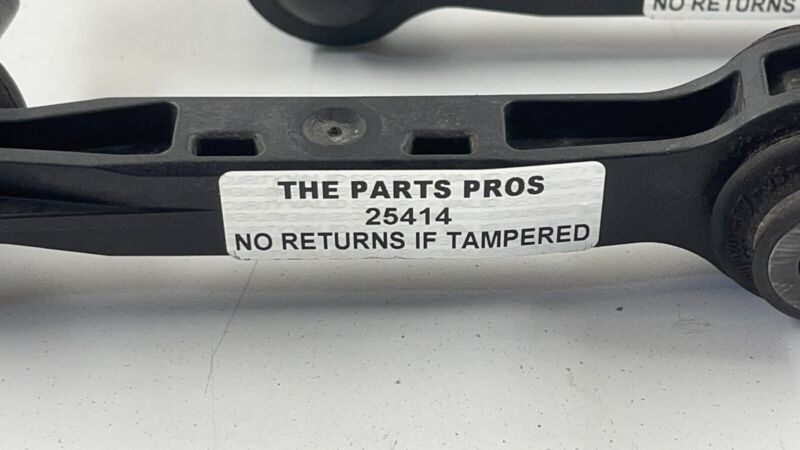 NO RETURNS
THE PARTS PROS
25414
NO RETURNS IF TAMPERED